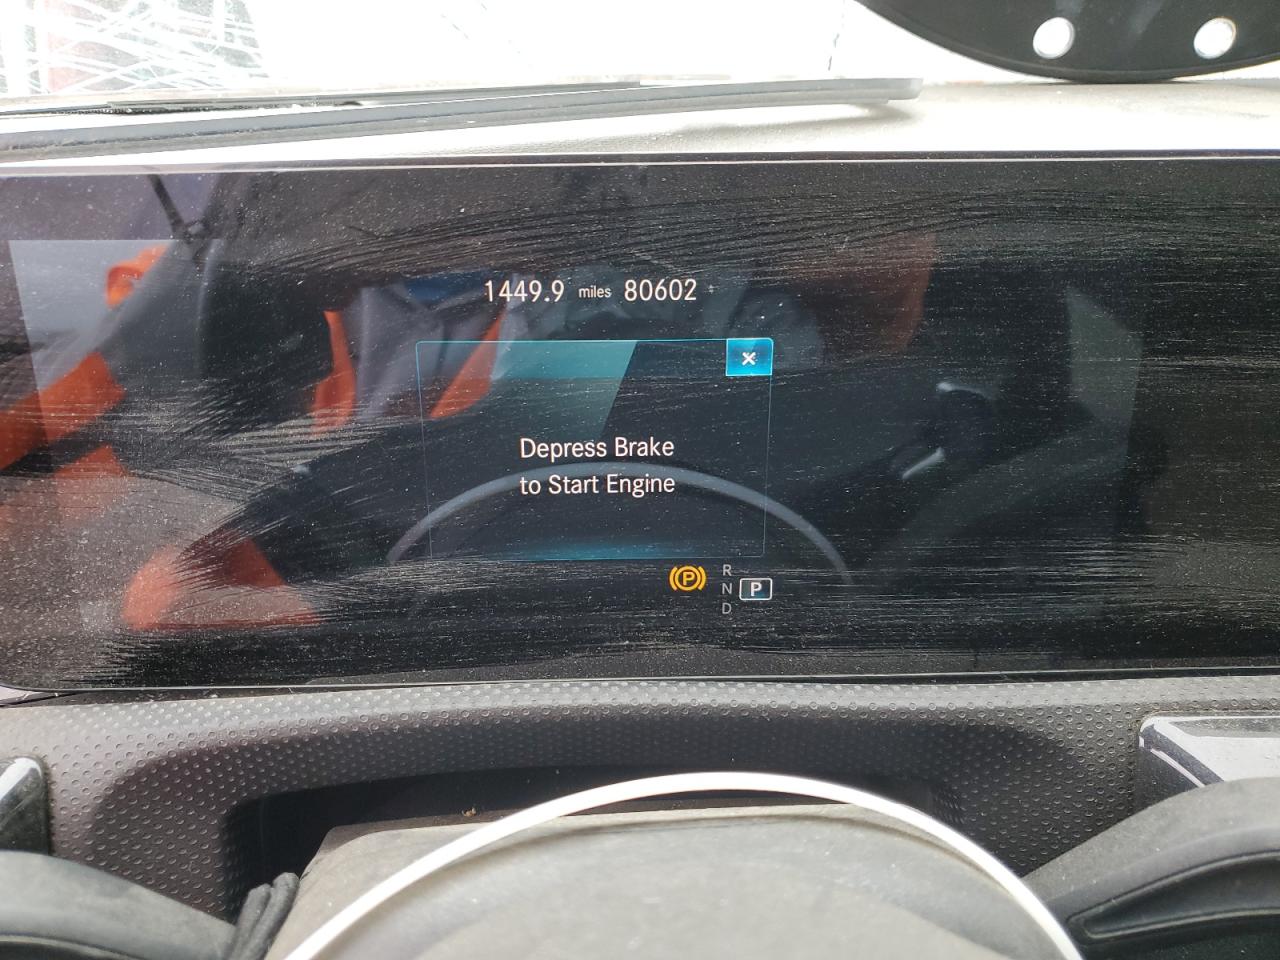 1449.9 miles 80602
Depress Brake
to Start Engine
P
R
N P
D